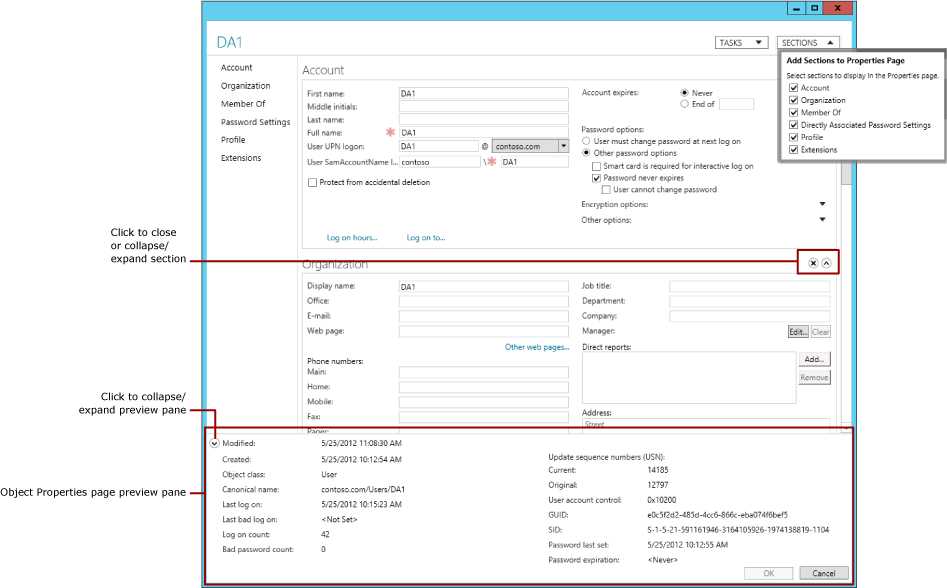 DA1
TASKS
SECTIONS
Add Sections to Properties Page
Select sections to display in the Properties page.
Account
Organization
Member Of
Directly Associated Password Settings
Profile
Extensions
Account
Organization
Member Of
Password Settings
Profile
Extensions
Account
First name: DA1
Middle initials:
Last name:
Full name: * DA1
User UPN logon: DA1 @ contoso.com
User SamAccountName l... contoso \ * DA1
Protect from accidental deletion
Log on hours... Log on to...
Account expires: Never
End of
Password options:
User must change password at next log on
Other password options
Smart card is required for interactive log on
Password never expires
User cannot change password
Encryption options:
Other options:
Click to close
or collapse/
expand section
Organization
Display name: DA1
Office:
E-mail:
Web page:
Other web pages...
Phone numbers:
Main:
Home:
Mobile:
Fax:
Pager:
Job title:
Department:
Company:
Manager: Edit... Clear
Direct reports:
Add...
Remove
Address:
Street
Click to collapse/
expand preview pane
Object Properties page preview pane
Modified: 5/25/2012 11:08:30 AM
Created: 5/25/2012 10:12:54 AM
Object class: User
Canonical name: contoso.com/Users/DA1
Last log on: 5/25/2012 10:15:23 AM
Last bad log on: <Not Set>
Log on count: 42
Bad password count: 0
Update sequence numbers (USN):
Current: 14185
Original: 12797
User account control: 0x10200
GUID: e0c5f2d2-485d-4cc6-866c-eba074f6bef5
SID: S-1-5-21-591161946-3164105926-1974138819-1104
Password last set: 5/25/2012 10:12:55 AM
Password expiration: <Never>
OK Cancel